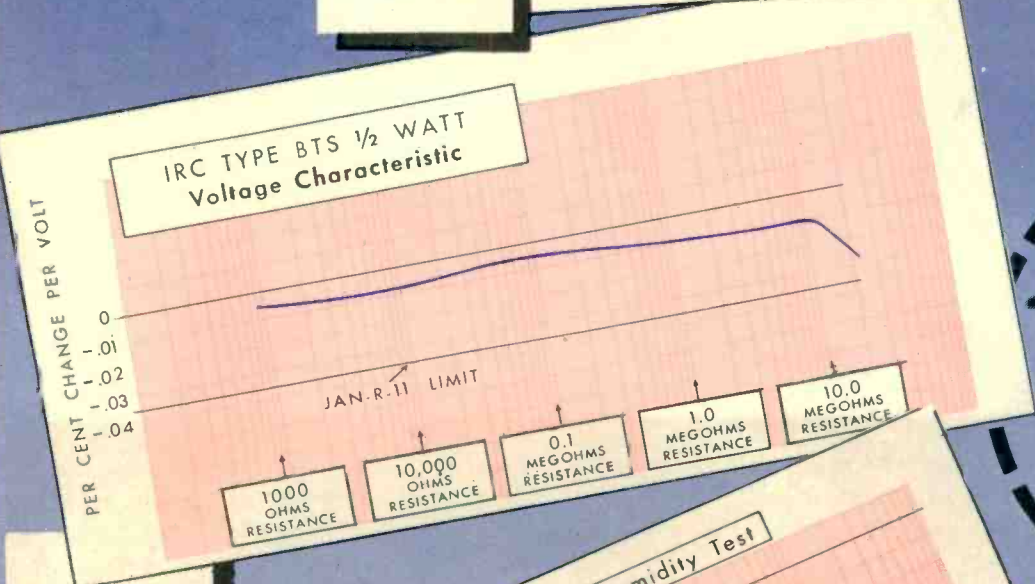 IRC TYPE BTS 1/2 WATT
Voltage Characteristic
PER CENT CHANGE PER VOLT
0
-.01
-.02
-.03
-.04
JAN-R-11 LIMIT
1000
OHMS
RESISTANCE
10,000
OHMS
RESISTANCE
0.1
MEGOHMS
RESISTANCE
1.0
MEGOHMS
RESISTANCE
10.0
MEGOHMS
RESISTANCE
Test